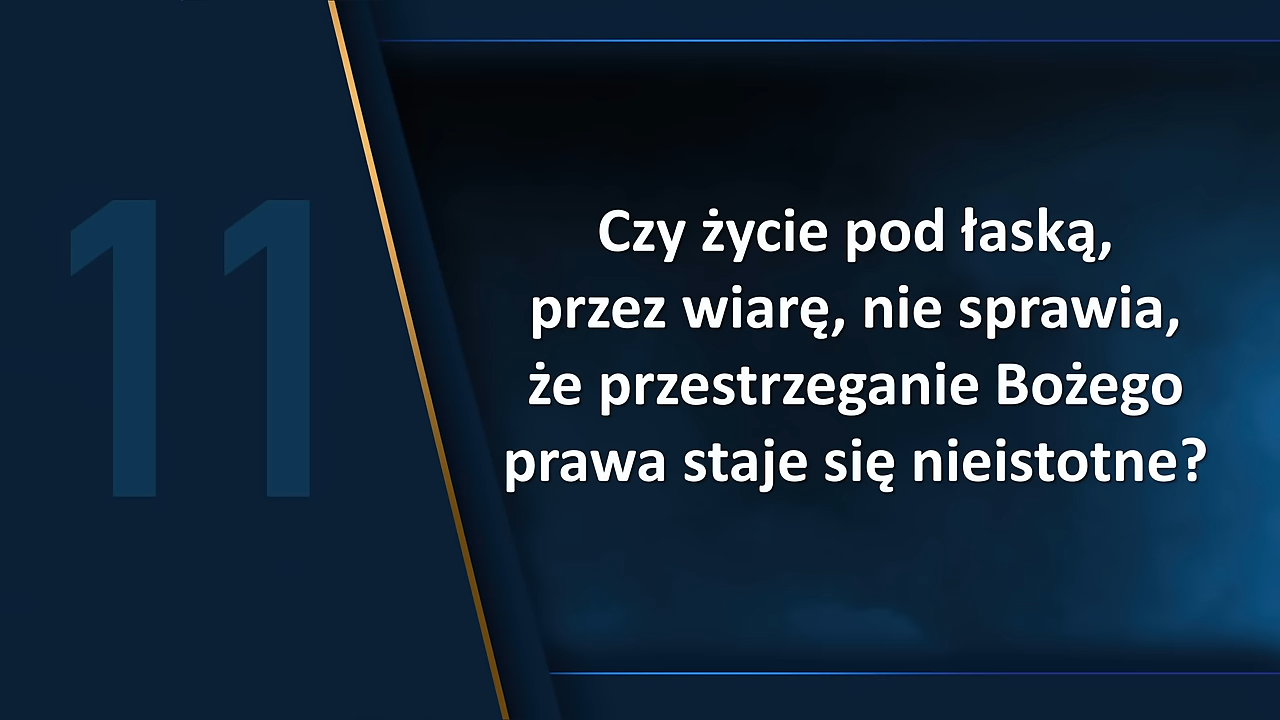 11
Czy życie pod łaską,
przez wiarę, nie sprawia,
że przestrzeganie Bożego
prawa staje się nieistotne?